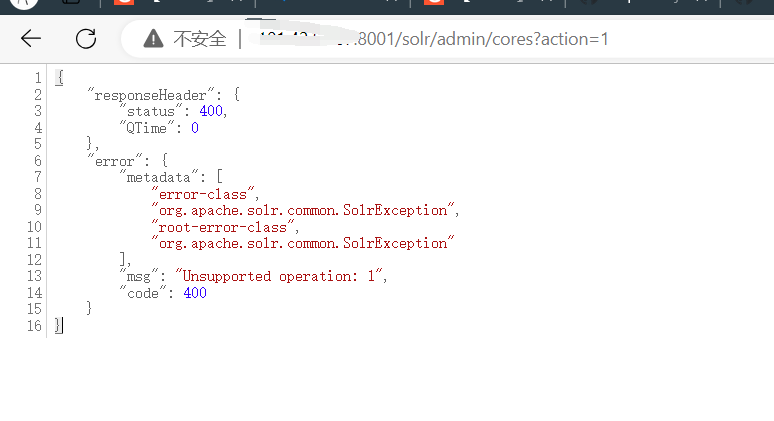 不安全 | :8001/solr/admin/cores?action=1
1 {
2 "responseHeader": {
3 "status": 400,
4 "QTime": 0
5 },
6 "error": {
7 "metadata": [
8 "error-class",
9 "org.apache.solr.common.SolrException",
10 "root-error-class",
11 "org.apache.solr.common.SolrException"
12 ],
13 "msg": "Unsupported operation: 1",
14 "code": 400
15 }
16 }